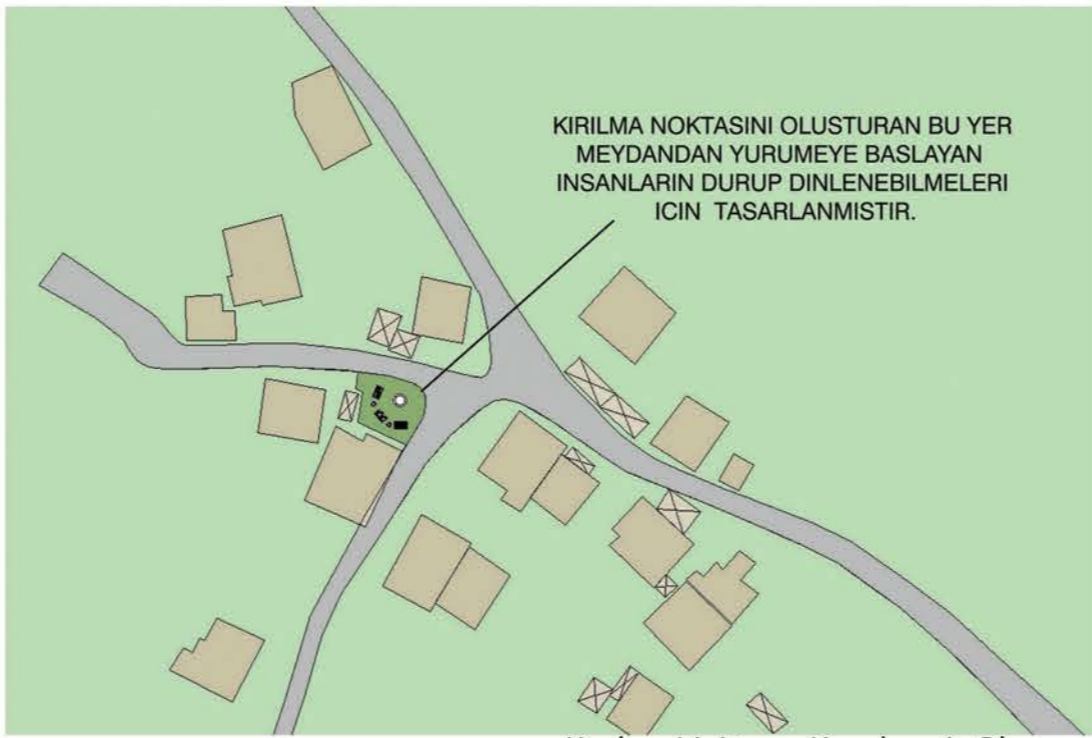 KIRILMA NOKTASINI OLUSTURAN BU YER
MEYDANDAN YURUMEYE BASLAYAN
INSANLARIN DURUP DINLENEBILMELERI
ICIN TASARLANMISTIR.